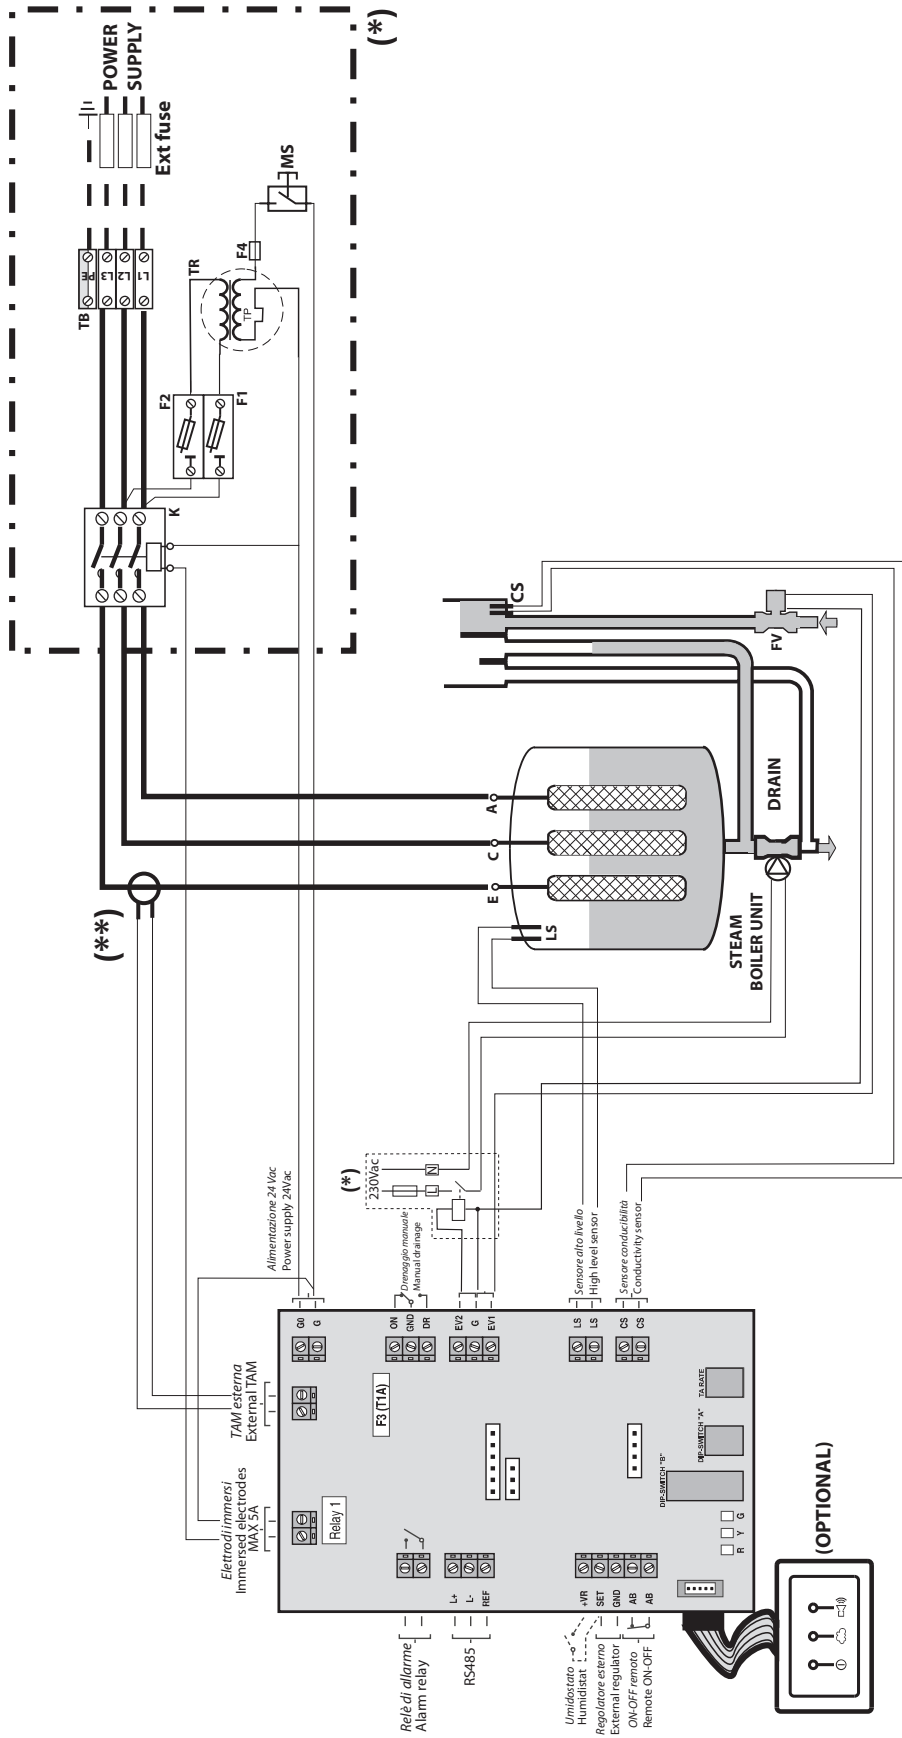 (*)
POWER
SUPPLY
Ext fuse
MS
F4
TR
TP
TB
PE
L3
L2
L1
F2
F1
K
CS
FV
DRAIN
A
C
E
LS
STEAM
BOILER UNIT
(**)
(*)
230Vac
N
L
Alimentazione 24 Vac
Power supply 24Vac
Drenaggio manuale
Manual drainage
Sensore alto livello
High level sensor
Sensore conducibilità
Conductivity sensor
G0
G
ON
GND
DR
EV2
G
EV1
LS
LS
CS
CS
TAM esterna
External TAM
F3 (T1A)
TA RATE
DIP-SWITCH "A"
DIP-SWITCH "B"
Elettrodi immersi
Immersed electrodes
MAX 5A
Relay 1
R
Y
G
L+
L-
REF
+VR
SET
GND
AB
AB
Relè di allarme
Alarm relay
RS485
Umidostato
Humidistat
Regolatore esterno
External regulator
ON-OFF remoto
Remote ON-OFF
(OPTIONAL)